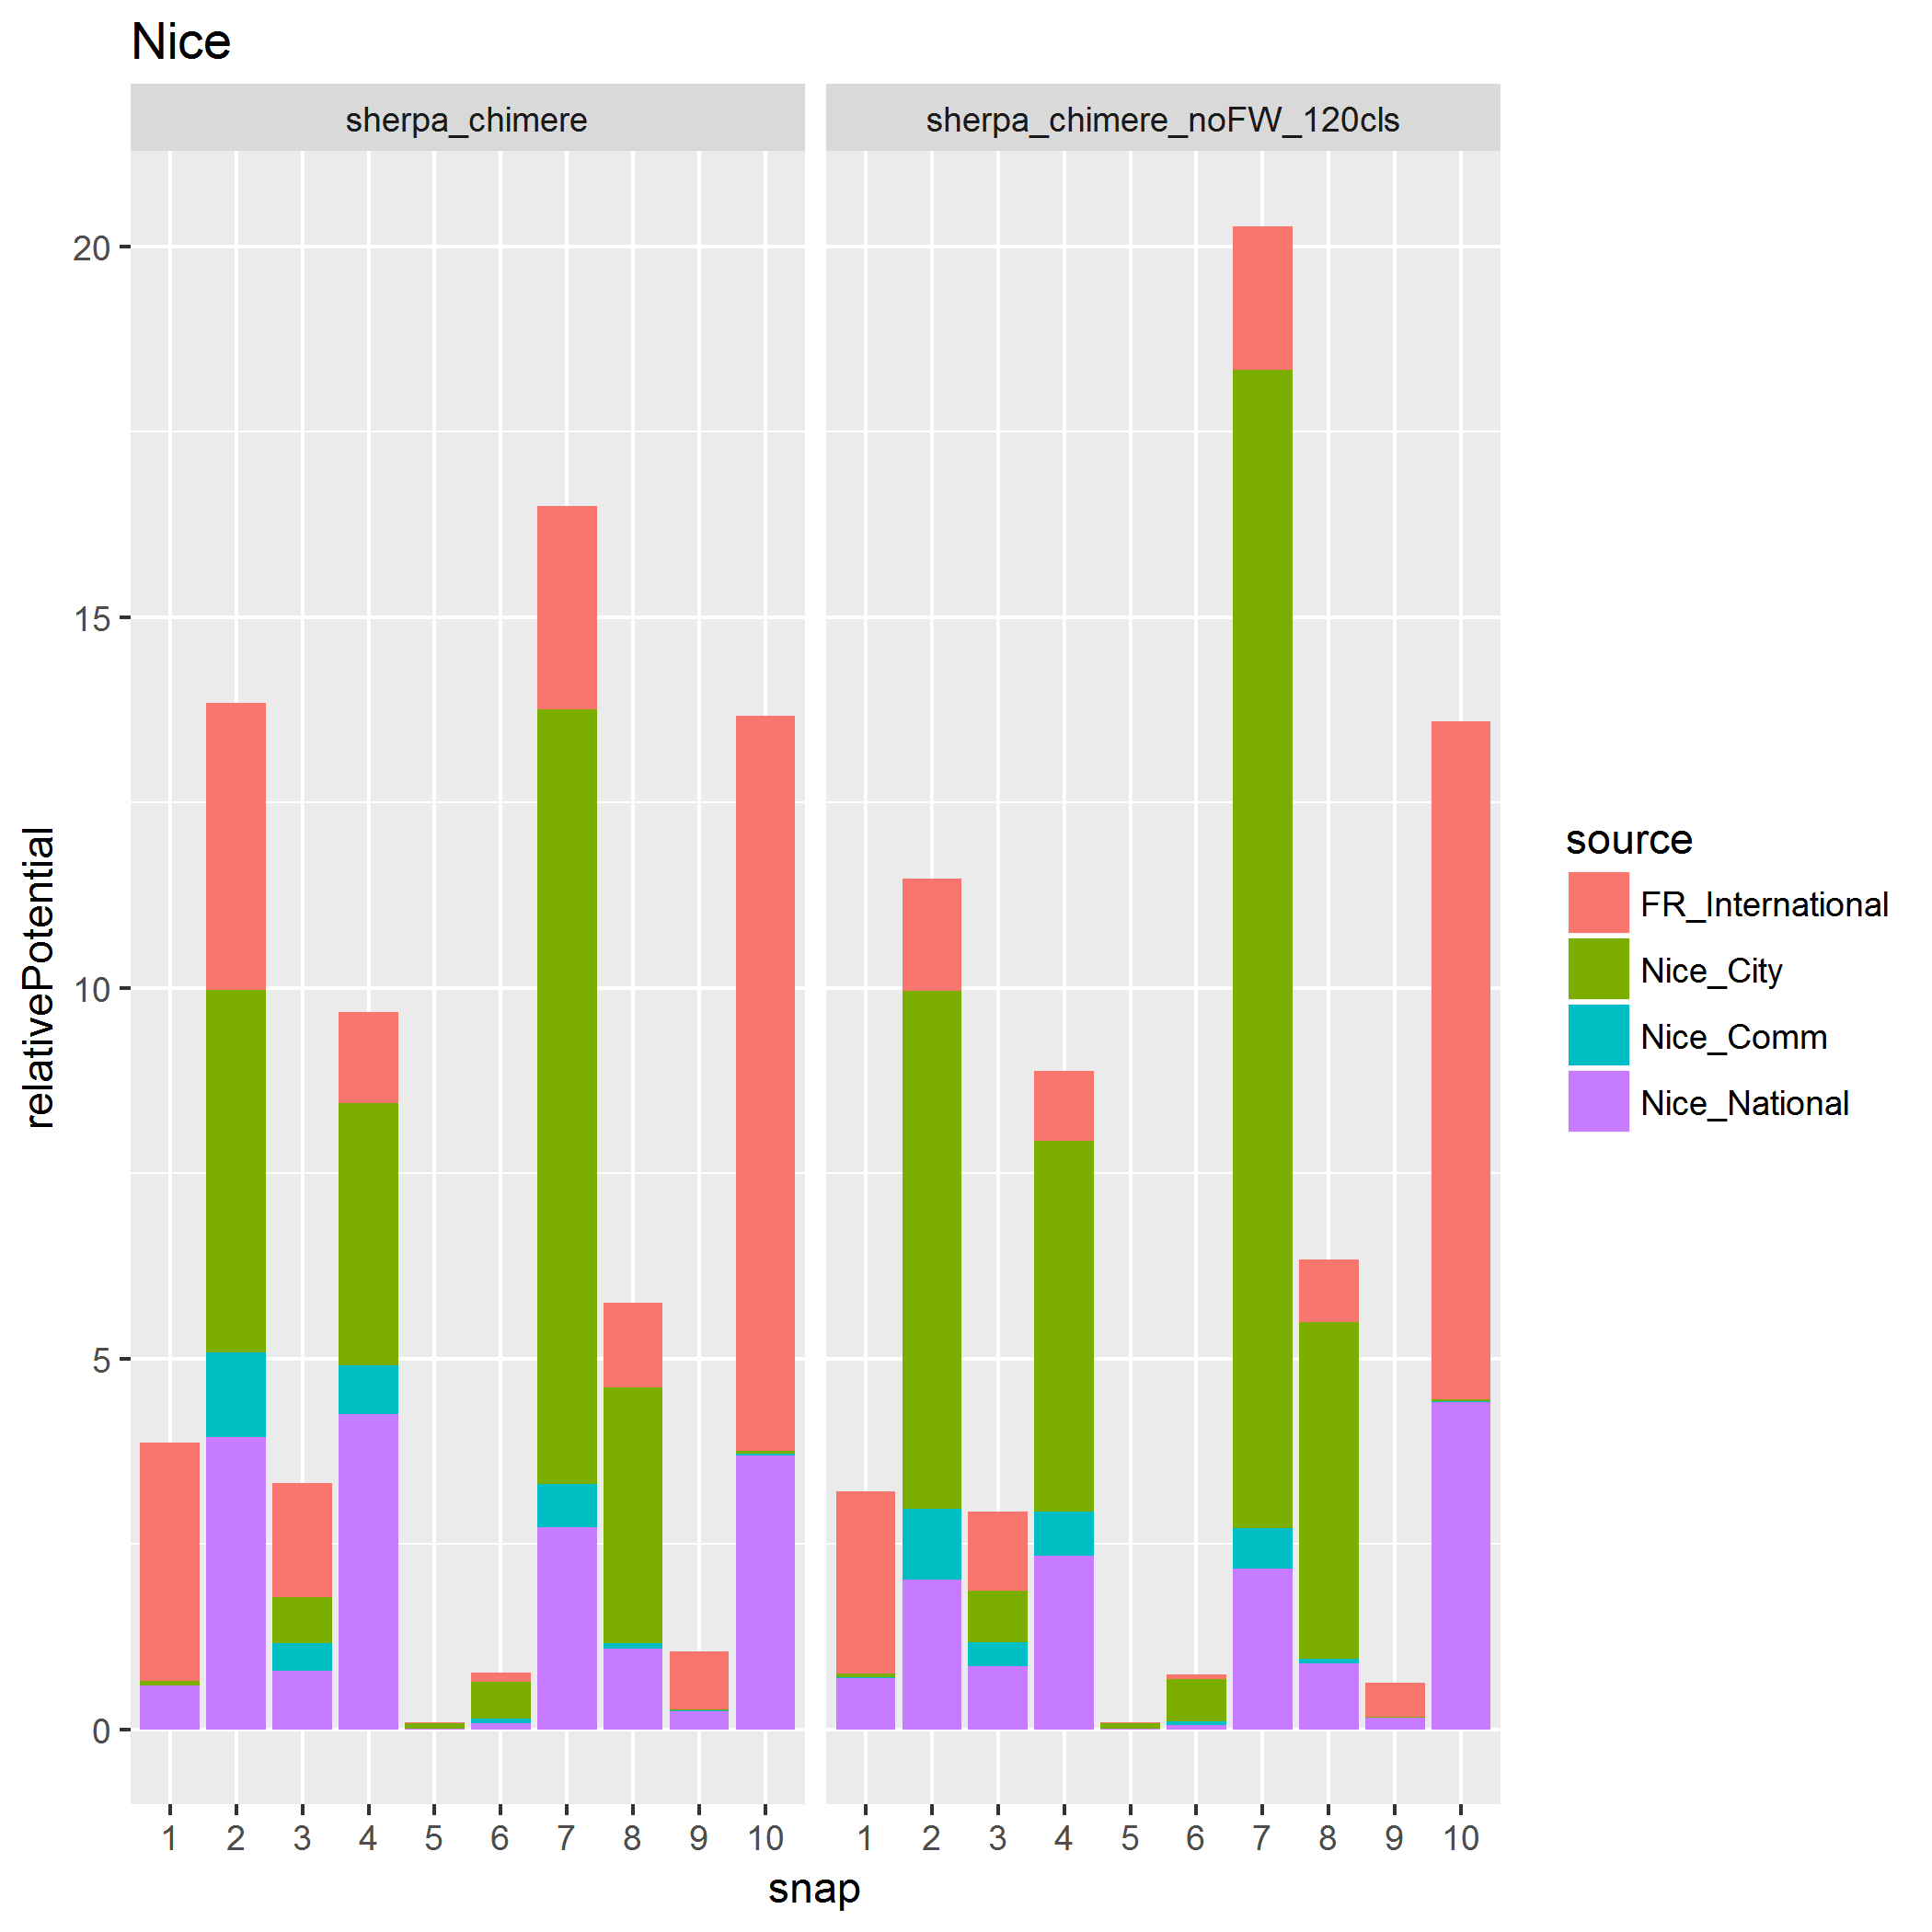 Nice
sherpa_chimere
sherpa_chimere_noFW_120cls
relativePotential
20
15
10
5
0
1 2 3 4 5 6 7 8 9 10
1 2 3 4 5 6 7 8 9 10
snap
source
FR_International
Nice_City
Nice_Comm
Nice_National